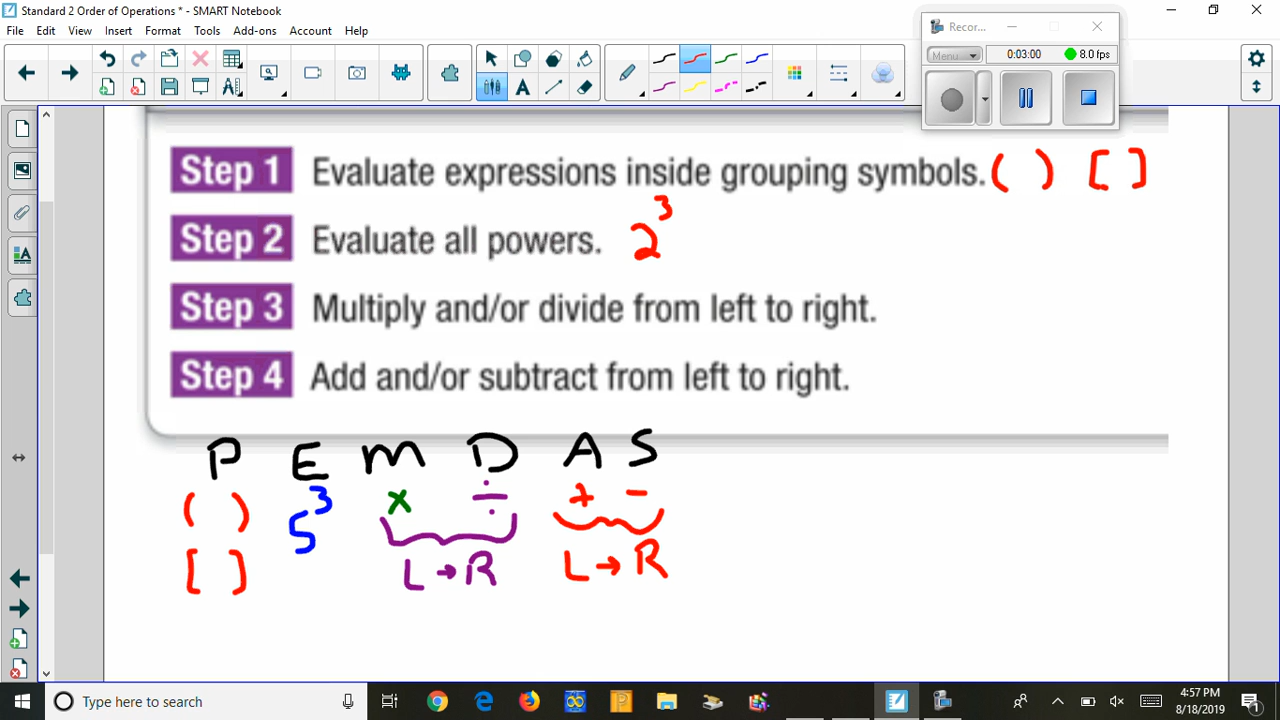 Standard 2 Order of Operations * - SMART Notebook
File Edit View Insert Format Tools Add-ons Account Help
Recor...
Menu 0:03:00 8.0 fps
Step 1 Evaluate expressions inside grouping symbols. ( ) [ ]
Step 2 Evaluate all powers. 2³
Step 3 Multiply and/or divide from left to right.
Step 4 Add and/or subtract from left to right.
P E M D A S
( ) 5³ × ÷ + −
[ ] L → R L → R
Type here to search
4:57 PM
8/18/2019